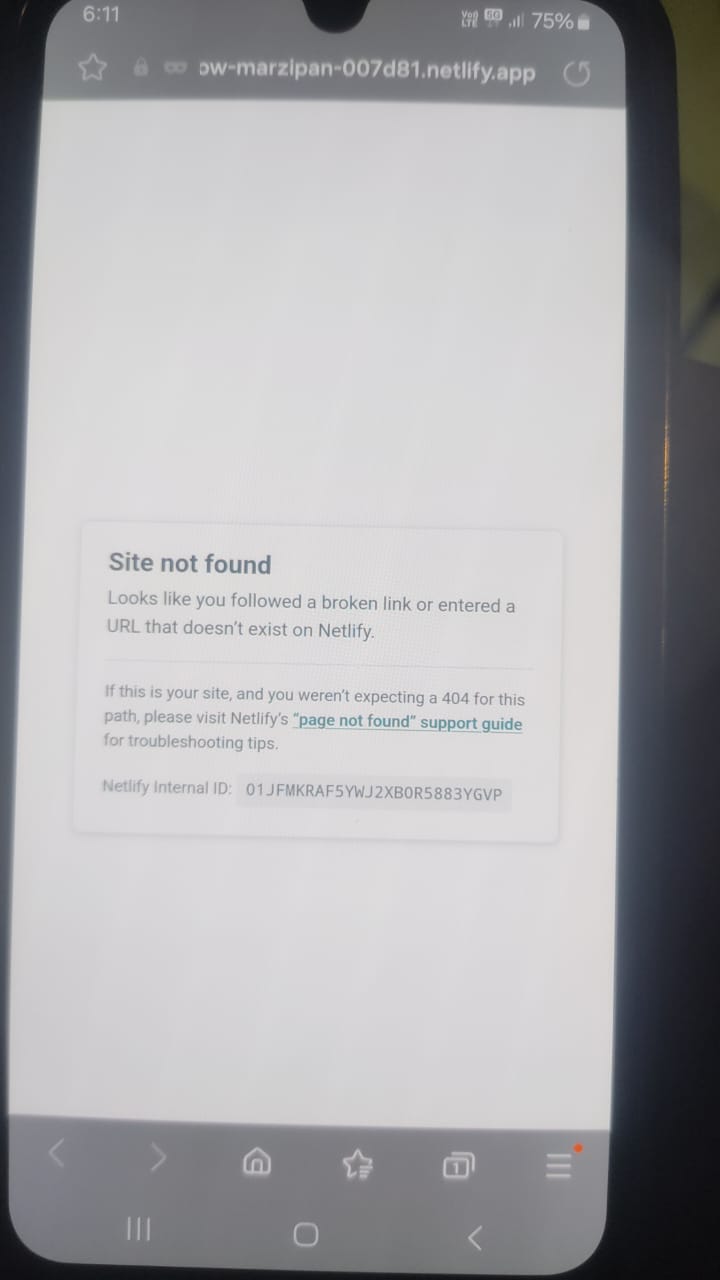 6:11
Vo))
LTE
5G
75%
ow-marzipan-007d81.netlify.app
Site not found
Looks like you followed a broken link or entered a
URL that doesn't exist on Netlify.
If this is your site, and you weren't expecting a 404 for this
path, please visit Netlify's "page not found" support guide
for troubleshooting tips.
Netlify Internal ID: 01JFMKRAF5YWJ2XB0R5883YGVP
1